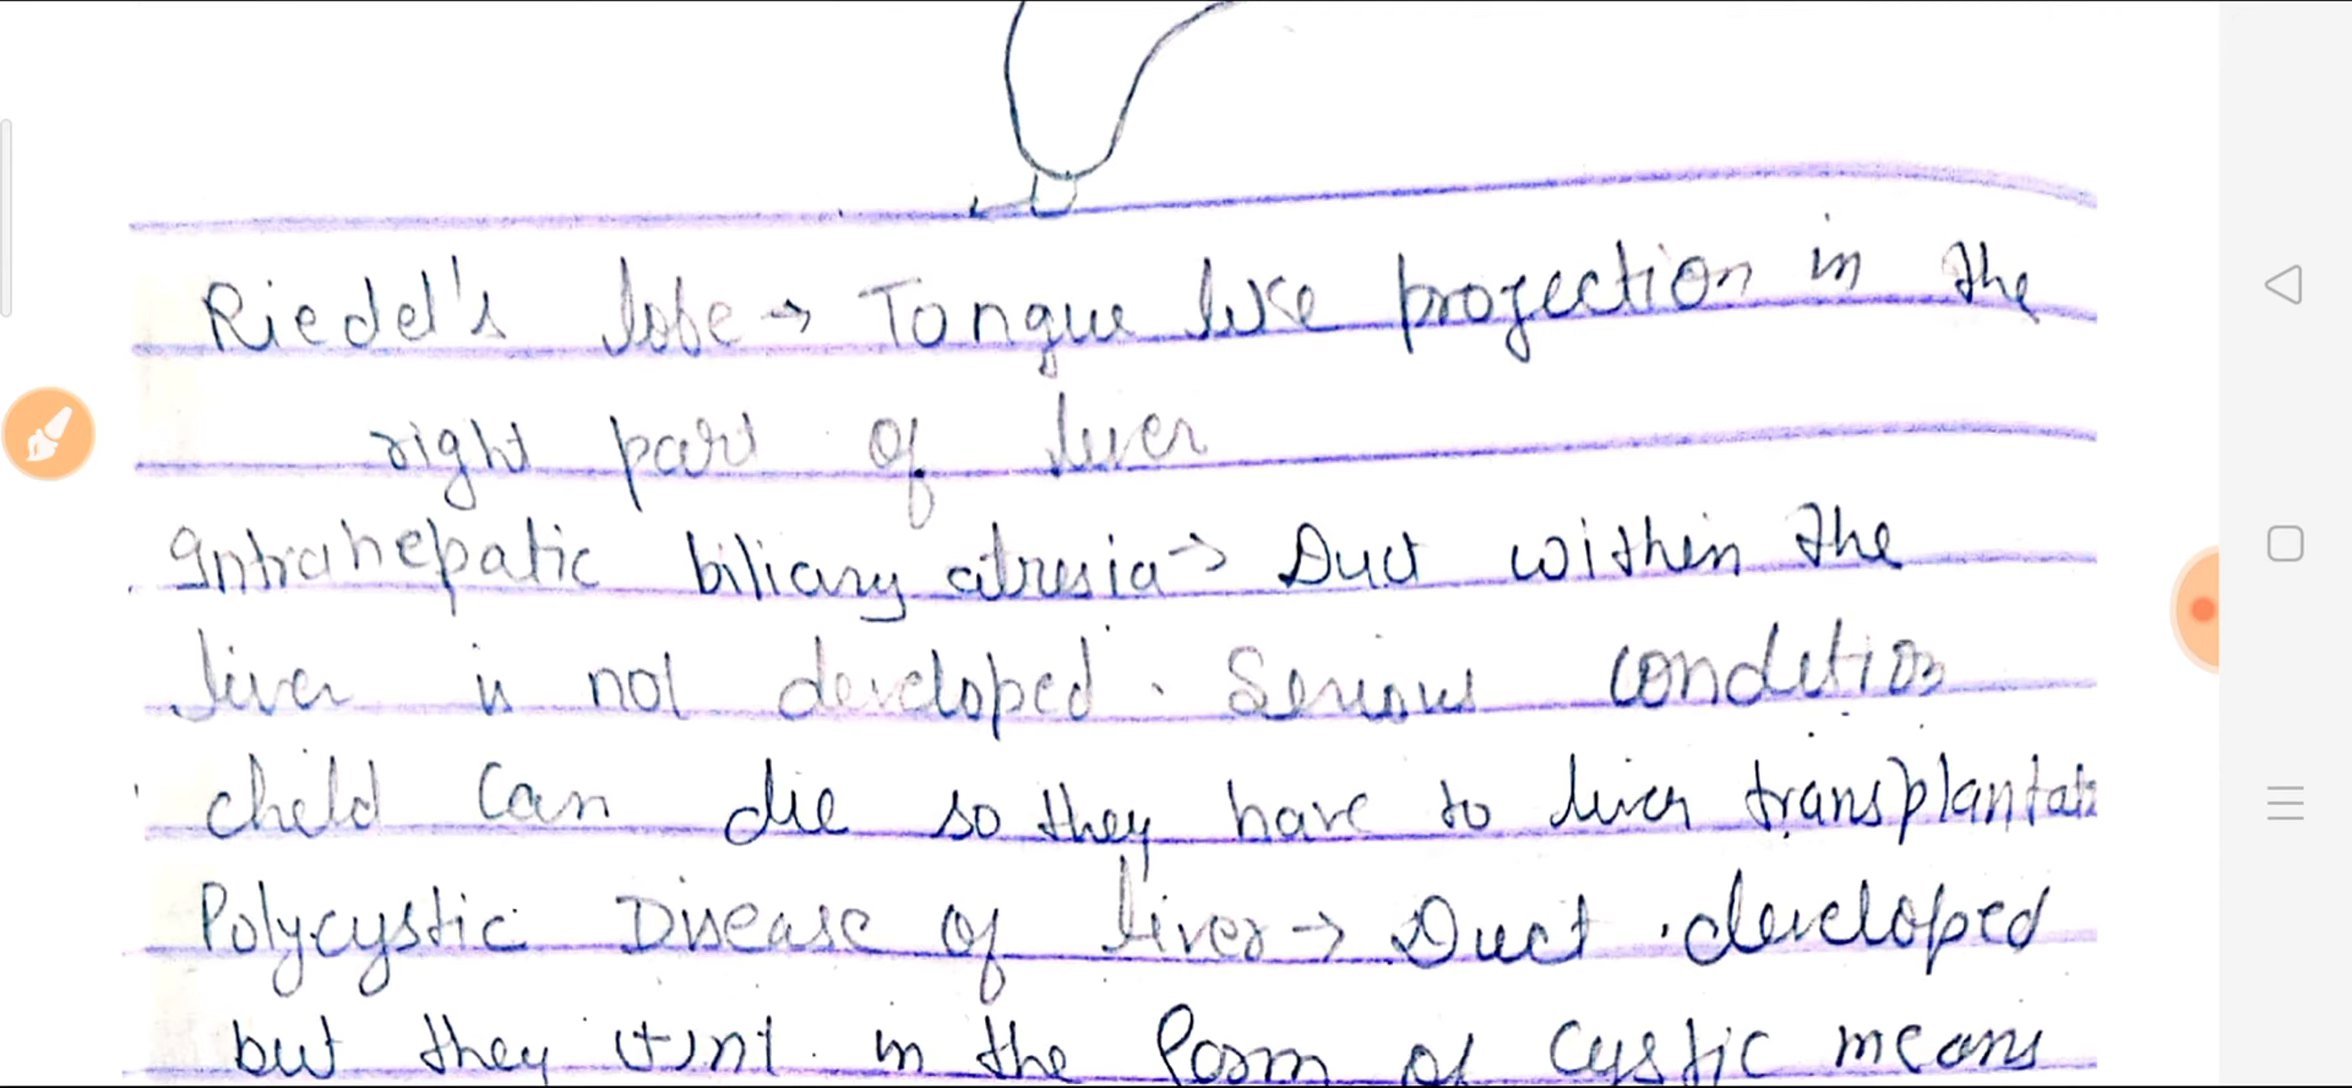 Riedel's lobe → Tongue like projection in the
right part of liver
Intrahepatic biliary atresia → Duct within the
liver is not developed. Serious condition
child can die so they have to liver transplantat
Polycystic Disease of liver → Duct developed
but they in the form of cystic means